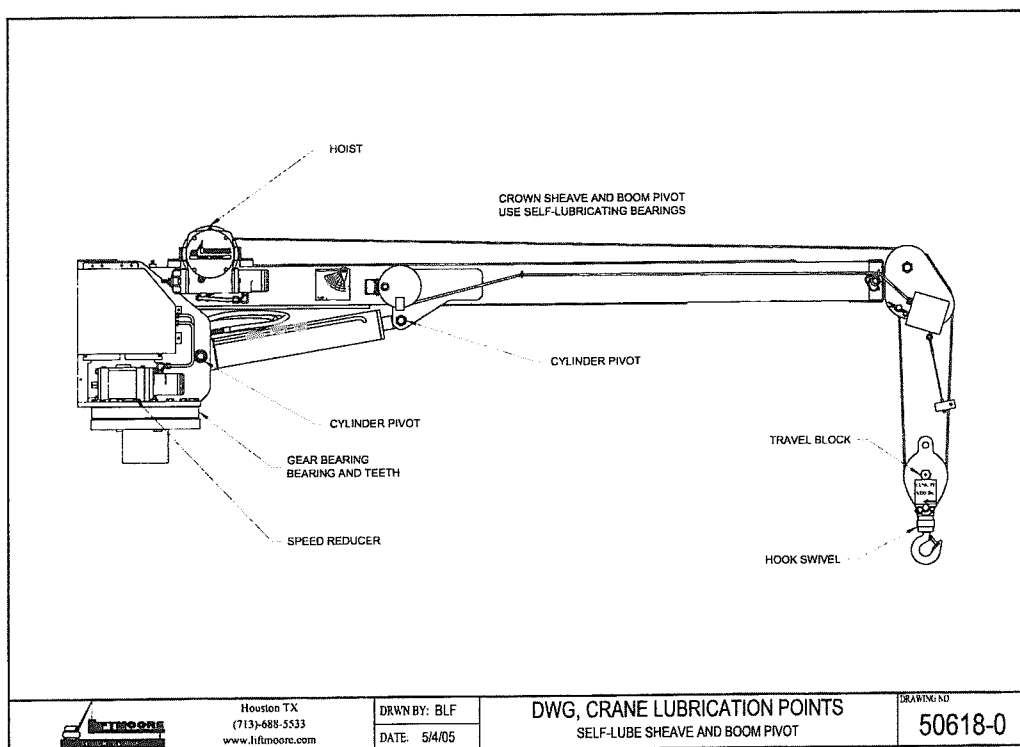 HOIST
CROWN SHEAVE AND BOOM PIVOT
USE SELF-LUBRICATING BEARINGS
CYLINDER PIVOT
CYLINDER PIVOT
TRAVEL BLOCK
GEAR BEARING
BEARING AND TEETH
SPEED REDUCER
HOOK SWIVEL
LIFTMOORE
Houston TX
(713)-688-5533
www.liftmoore.com
DRWN BY: BLF
DATE: 5/4/05
DWG, CRANE LUBRICATION POINTS
SELF-LUBE SHEAVE AND BOOM PIVOT
DRAWING NO
50618-0